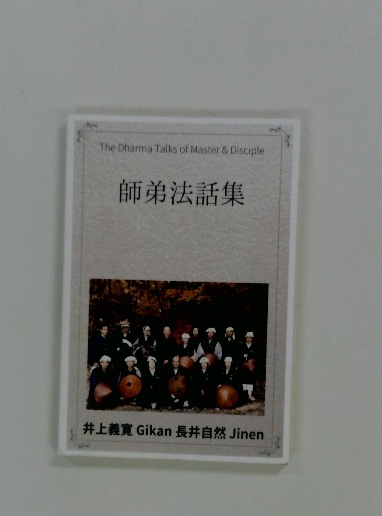 The Dharma Talks of Master & Disciple
師弟法話集
井上義寛 Gikan 長井自然 Jinen